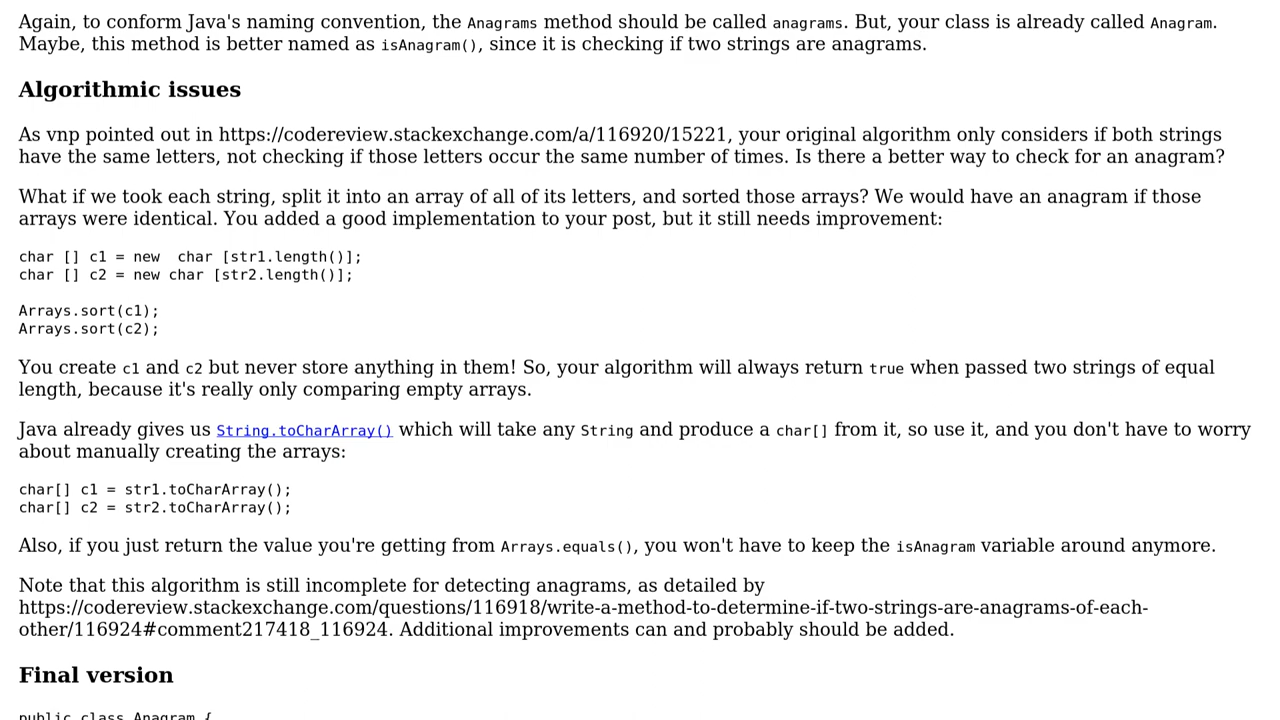 Again, to conform Java's naming convention, the Anagrams method should be called anagrams. But, your class is already called Anagram.
Maybe, this method is better named as isAnagram(), since it is checking if two strings are anagrams.
Algorithmic issues
As vnp pointed out in https://codereview.stackexchange.com/a/116920/15221, your original algorithm only considers if both strings
have the same letters, not checking if those letters occur the same number of times. Is there a better way to check for an anagram?
What if we took each string, split it into an array of all of its letters, and sorted those arrays? We would have an anagram if those
arrays were identical. You added a good implementation to your post, but it still needs improvement:
char [] c1 = new  char [str1.length()];
char [] c2 = new char [str2.length()];
Arrays.sort(c1);
Arrays.sort(c2);
You create c1 and c2 but never store anything in them! So, your algorithm will always return true when passed two strings of equal
length, because it's really only comparing empty arrays.
Java already gives us String.toCharArray() which will take any String and produce a char[] from it, so use it, and you don't have to worry
about manually creating the arrays:
char[] c1 = str1.toCharArray();
char[] c2 = str2.toCharArray();
Also, if you just return the value you're getting from Arrays.equals(), you won't have to keep the isAnagram variable around anymore.
Note that this algorithm is still incomplete for detecting anagrams, as detailed by
https://codereview.stackexchange.com/questions/116918/write-a-method-to-determine-if-two-strings-are-anagrams-of-each-
other/116924#comment217418_116924. Additional improvements can and probably should be added.
Final version
public class Anagram {